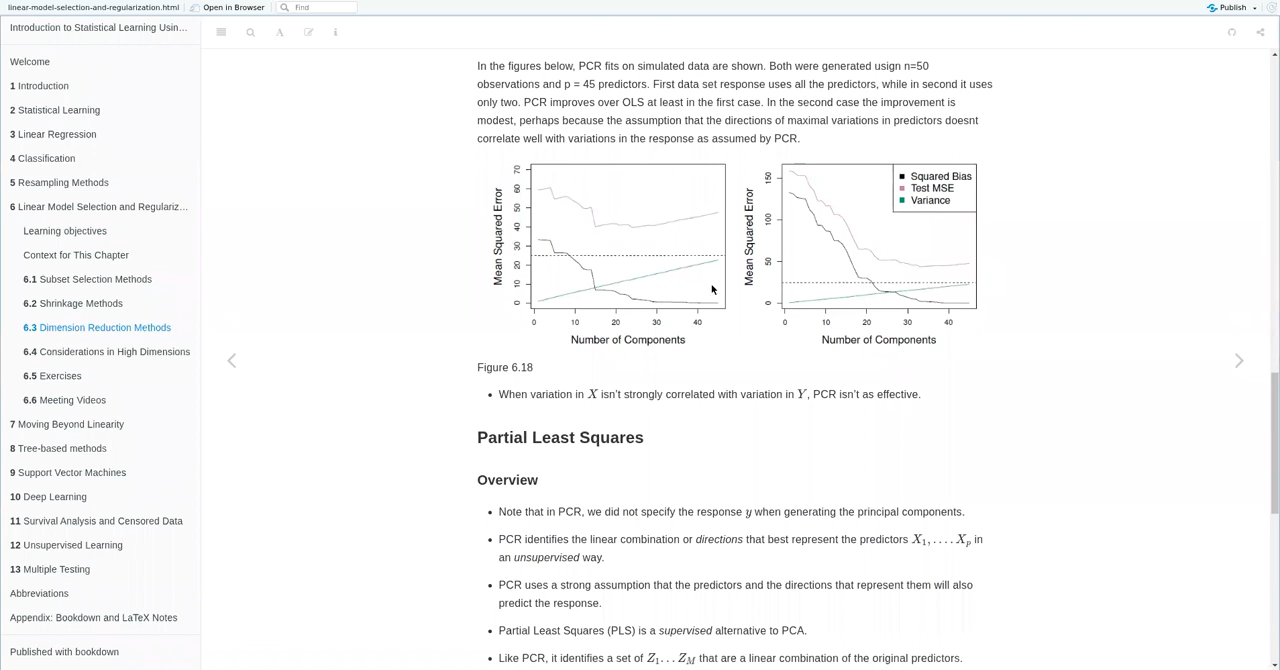 linear-model-selection-and-regularization.html
Open in Browser
Find
Publish
Introduction to Statistical Learning Usin…
Welcome
1 Introduction
2 Statistical Learning
3 Linear Regression
4 Classification
5 Resampling Methods
6 Linear Model Selection and Regulariz…
Learning objectives
Context for This Chapter
6.1 Subset Selection Methods
6.2 Shrinkage Methods
6.3 Dimension Reduction Methods
6.4 Considerations in High Dimensions
6.5 Exercises
6.6 Meeting Videos
7 Moving Beyond Linearity
8 Tree-based methods
9 Support Vector Machines
10 Deep Learning
11 Survival Analysis and Censored Data
12 Unsupervised Learning
13 Multiple Testing
Abbreviations
Appendix: Bookdown and LaTeX Notes
Published with bookdown
In the figures below, PCR fits on simulated data are shown. Both were generated usign n=50
observations and p = 45 predictors. First data set response uses all the predictors, while in second it uses
only two. PCR improves over OLS at least in the first case. In the second case the improvement is
modest, perhaps because the assumption that the directions of maximal variations in predictors doesnt
correlate well with variations in the response as assumed by PCR.
Mean Squared Error
70
60
50
40
30
20
10
0
0 10 20 30 40
Number of Components
Mean Squared Error
150
100
50
0
0 10 20 30 40
Number of Components
Squared Bias
Test MSE
Variance
Figure 6.18
• When variation in X isn't strongly correlated with variation in Y, PCR isn't as effective.
Partial Least Squares
Overview
• Note that in PCR, we did not specify the response y when generating the principal components.
• PCR identifies the linear combination or directions that best represent the predictors X₁, . . . . Xₚ in
an unsupervised way.
• PCR uses a strong assumption that the predictors and the directions that represent them will also
predict the response.
• Partial Least Squares (PLS) is a supervised alternative to PCA.
• Like PCR, it identifies a set of Z₁. . . Z_M that are a linear combination of the original predictors.